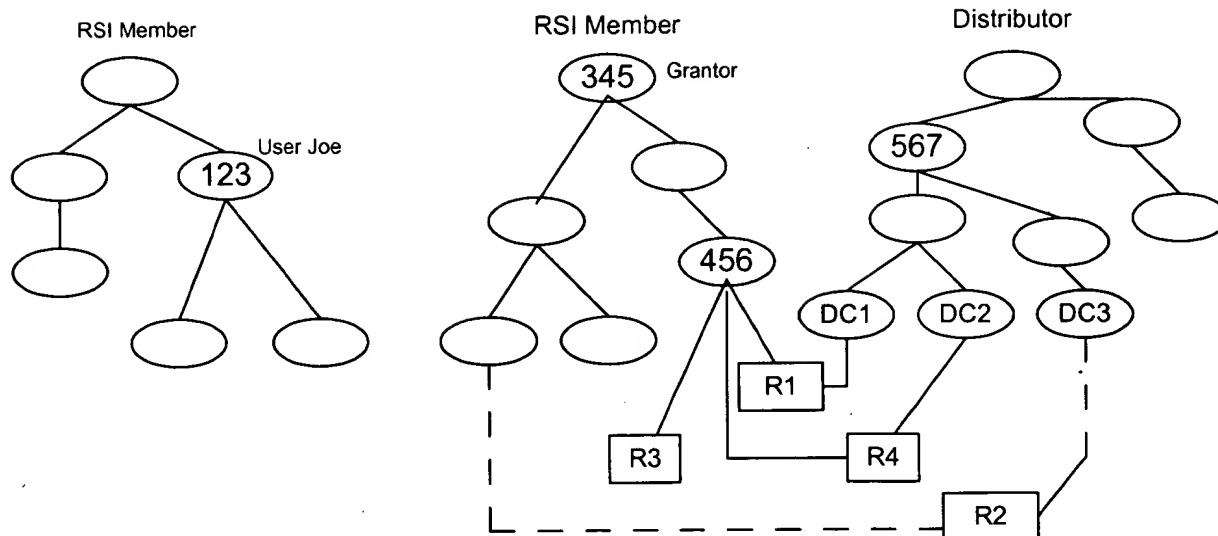 RSI Member
RSI Member
Distributor
345
Grantor
User Joe
123
567
456
DC1
DC2
DC3
R1
R3
R4
R2